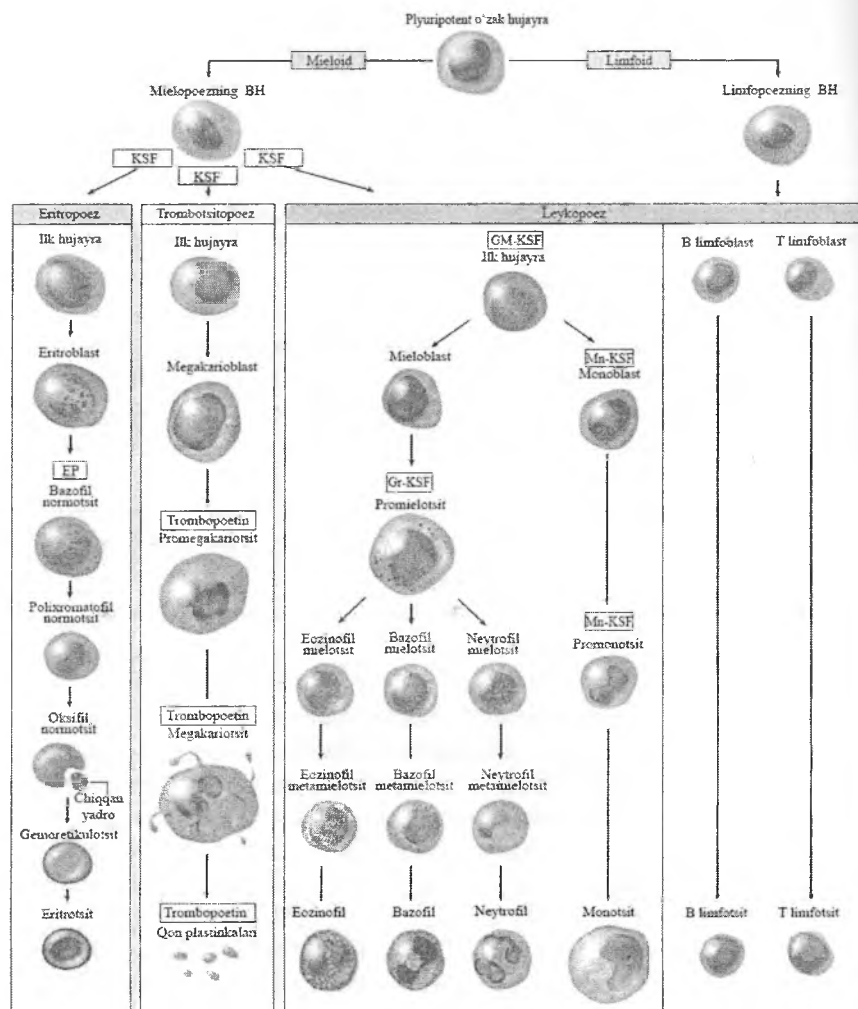 Plyuripotent o‘zak hujayra
Mieloid
Limfoid
Mielopoezning BH
Limfopoezning BH
KSF
KSF
KSF
Eritropoez
Trombotsitopoez
Leykopoez
Ilk hujayra
Ilk hujayra
GM-KSF
Ilk hujayra
B limfoblast
T limfoblast
Eritroblast
Megakarioblast
Mieloblast
Mn-KSF
Monoblast
EP
Bazofil
normotsit
Trombopoetin
Promegakariotsit
Gr-KSF
Promielotsit
Polixromatofil
normotsit
Eozinofil
mielotsit
Bazofil
mielotsit
Neytrofil
mielotsit
Mn-KSF
Promonotsit
Oksifil
normotsit
Chiqqan
yadro
Trombopoetin
Megakariotsit
Eozinofil
metamielotsit
Bazofil
metamielotsit
Neytrofil
metamielotsit
Gemoretikulotsit
Eritrotsit
Trombopoetin
Qon plastinkalari
Eozinofil
Bazofil
Neytrofil
Monotsit
B limfotsit
T limfotsit